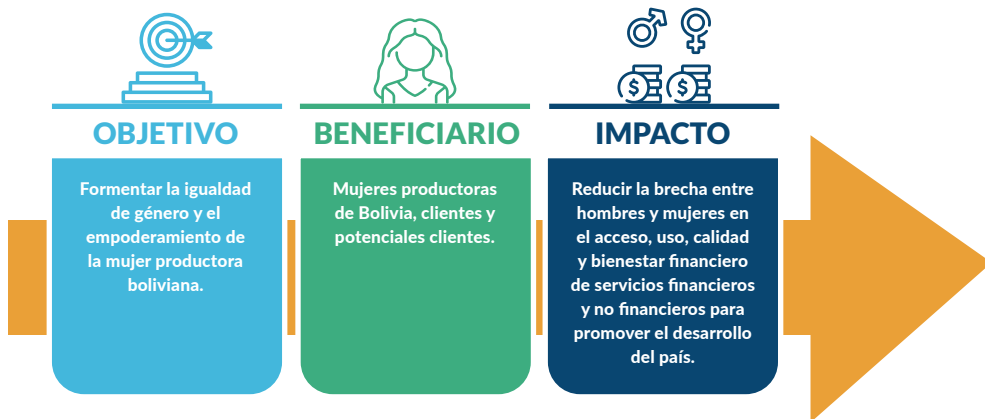 OBJETIVO
Formentar la igualdad
de género y el
empoderamiento de
la mujer productora
boliviana.
BENEFICIARIO
Mujeres productoras
de Bolivia, clientes y
potenciales clientes.
IMPACTO
Reducir la brecha entre
hombres y mujeres en
el acceso, uso, calidad
y bienestar financiero
de servicios financieros
y no financieros para
promover el desarrollo
del país.